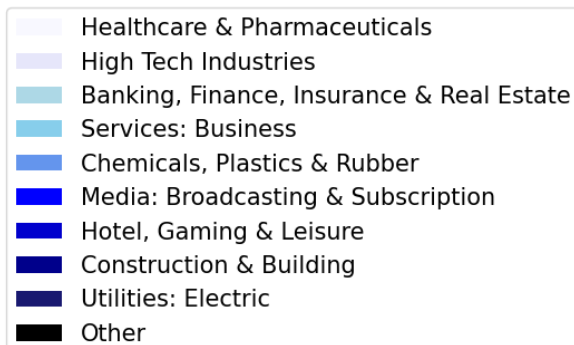 Healthcare & Pharmaceuticals
High Tech Industries
Banking, Finance, Insurance & Real Estate
Services: Business
Chemicals, Plastics & Rubber
Media: Broadcasting & Subscription
Hotel, Gaming & Leisure
Construction & Building
Utilities: Electric
Other